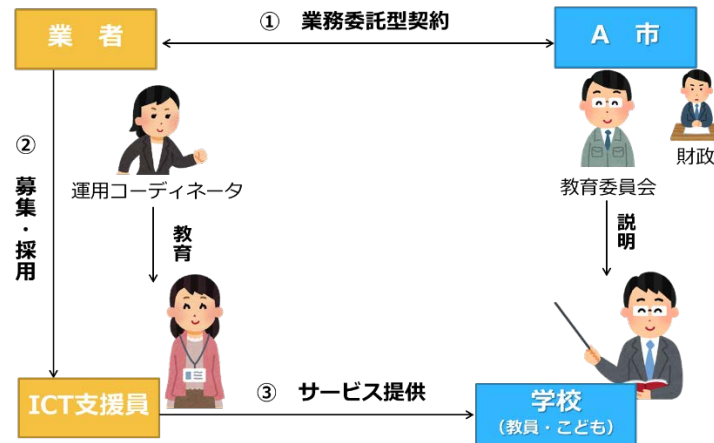 業　者
①　業務委託型契約
A　市
② 募集・採用
運用コーディネータ
財政
教育委員会
教育
説明
ICT支援員
③　サービス提供
学校
（教員・こども）